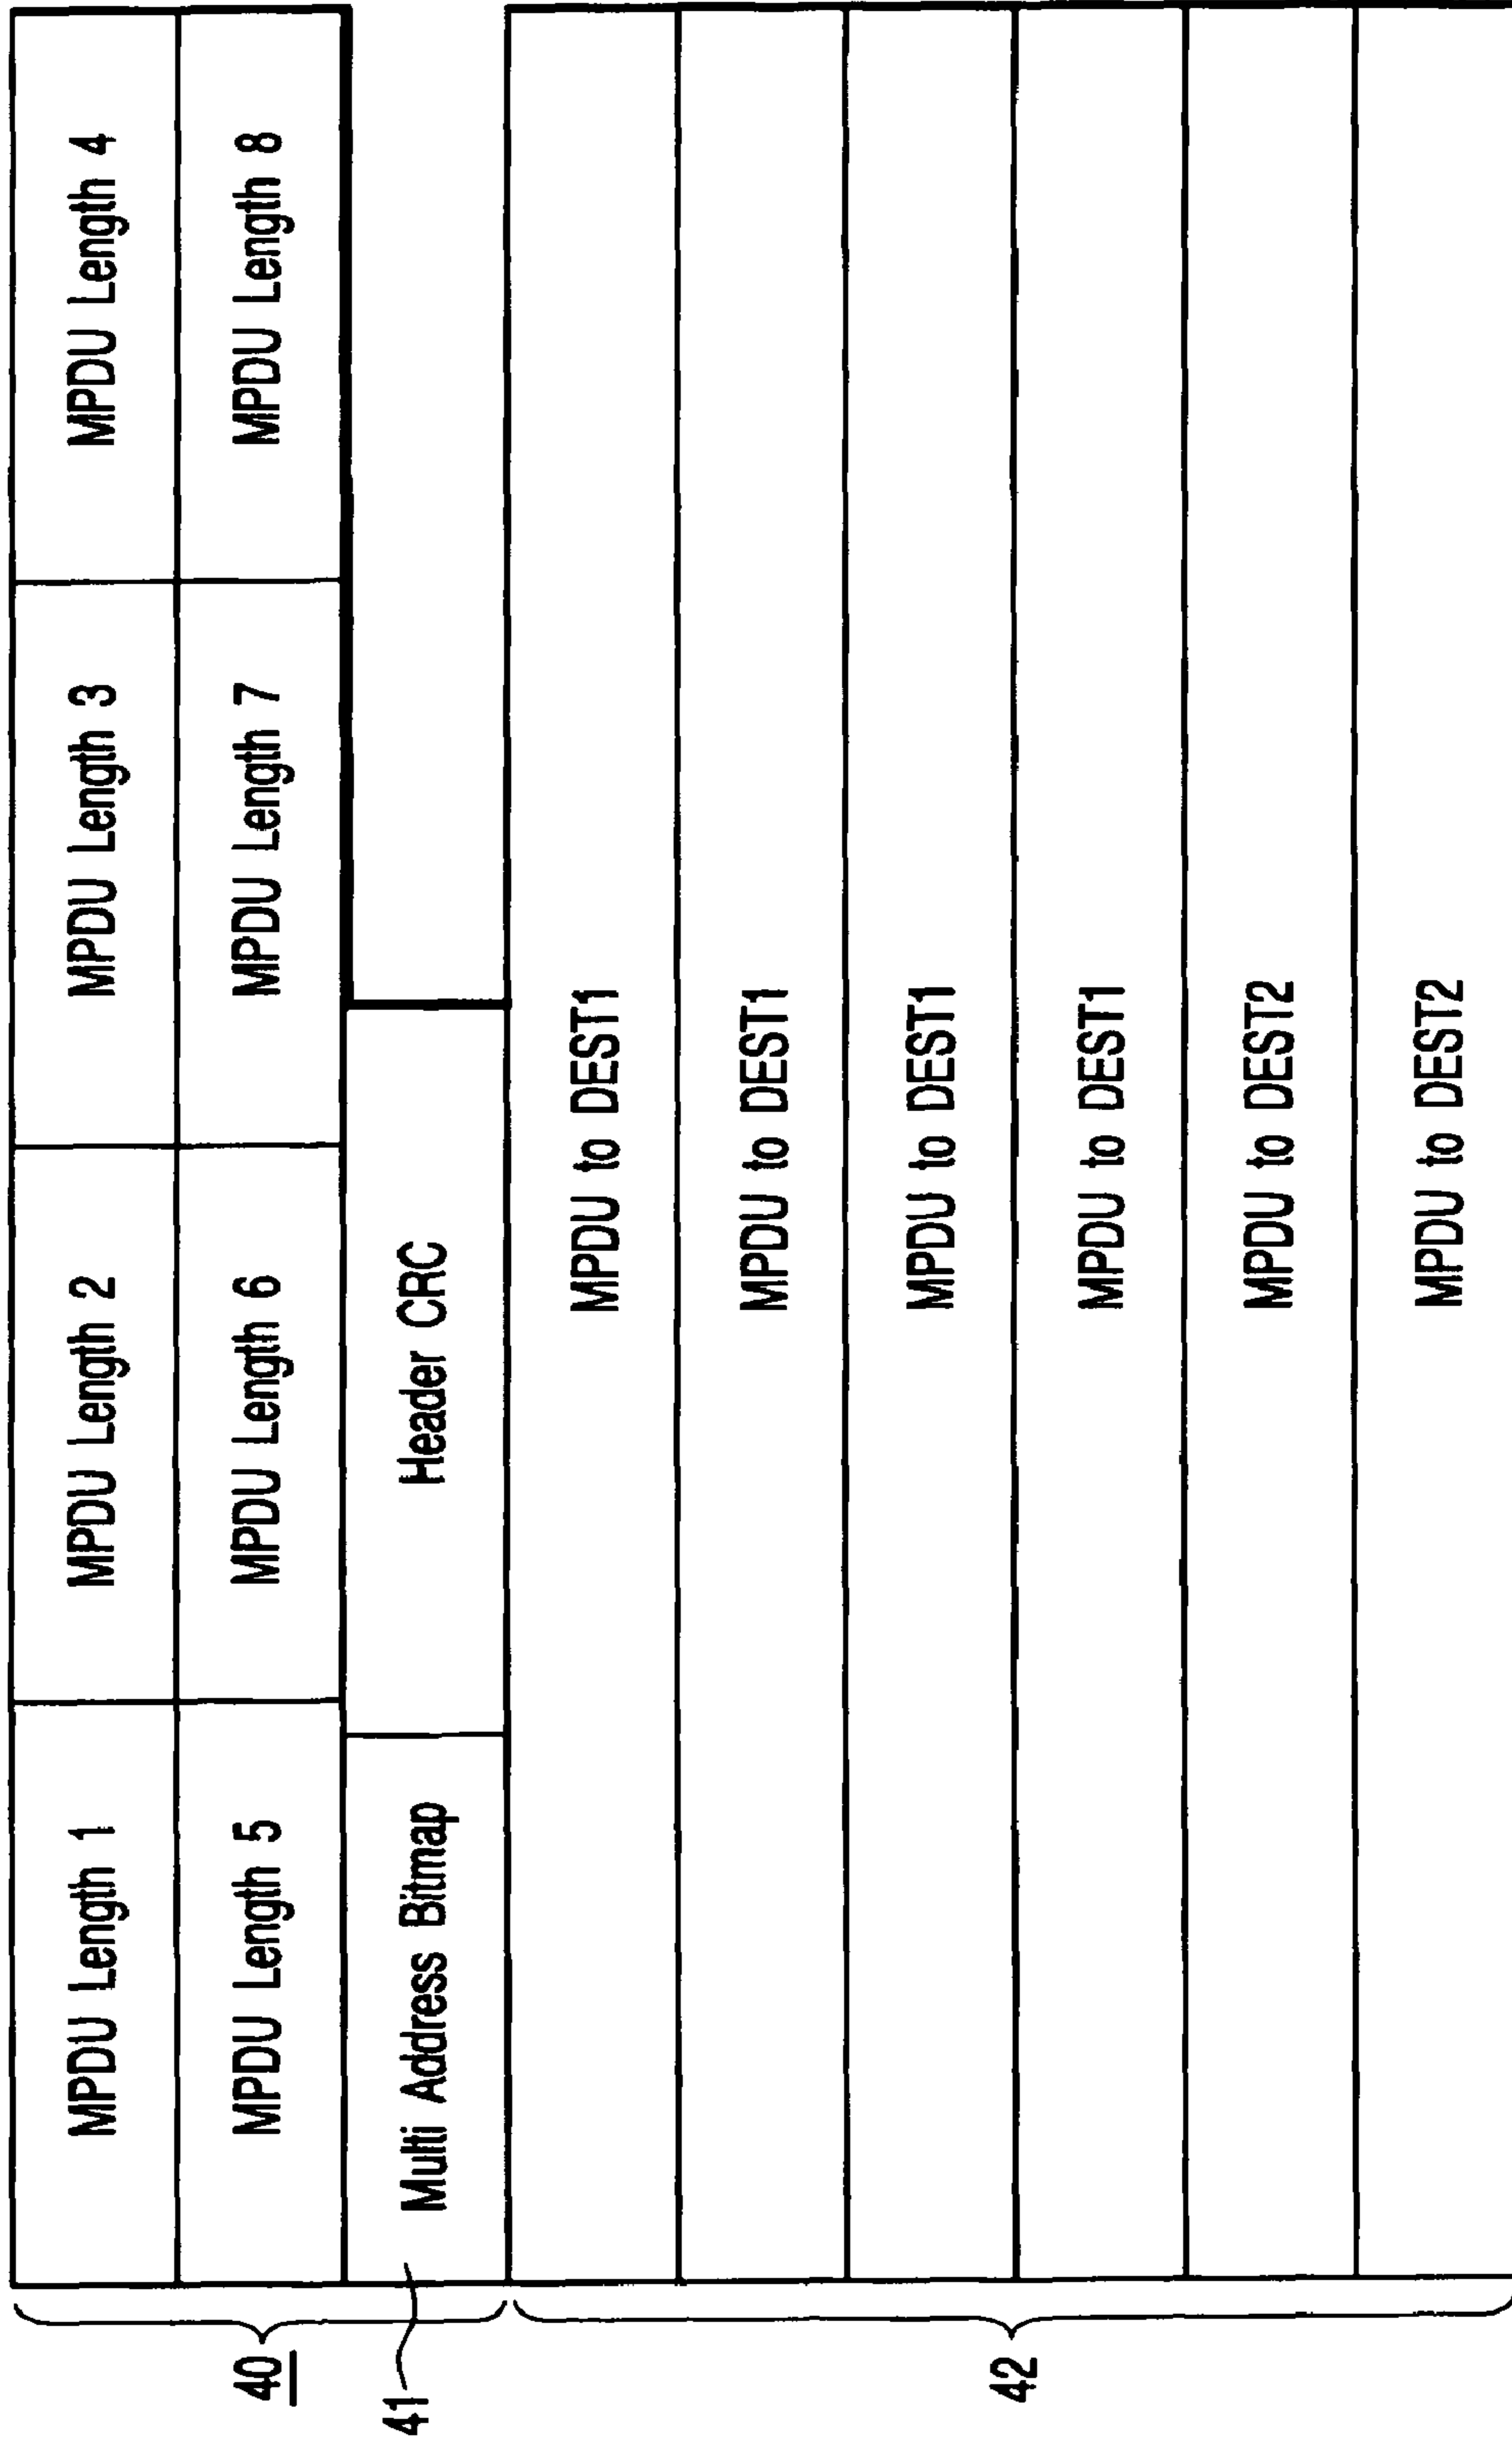 MPDU Length 1 MPDU Length 2 MPDU Length 3 MPDU Length 4
40
MPDU Length 5 MPDU Length 6 MPDU Length 7 MPDU Length 8
41 Multi Address Bitmap Header CRC
MPDU to DEST1
MPDU to DEST1
MPDU to DEST1
42
MPDU to DEST1
MPDU to DEST2
MPDU to DEST2